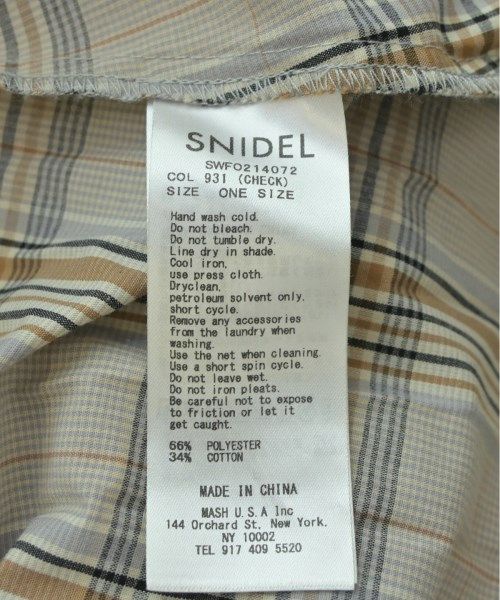 SNIDEL
SWFO214072
COL 931 (CHECK)
SIZE ONE SIZE
Hand wash cold.
Do not bleach.
Do not tumble dry.
Line dry in shade.
Cool iron,
use press cloth.
Dryclean,
petroleum solvent only.
short cycle.
Remove any accessories
from the laundry when
washing.
Use the net when cleaning.
Use a short spin cycle.
Do not leave wet.
Do not iron pleats.
Be careful not to expose
to friction or let it
get caught.
66% POLYESTER
34% COTTON
MADE IN CHINA
MASH U.S.A Inc
144 Orchard St, New York.
NY 10002
TEL 917 409 5520